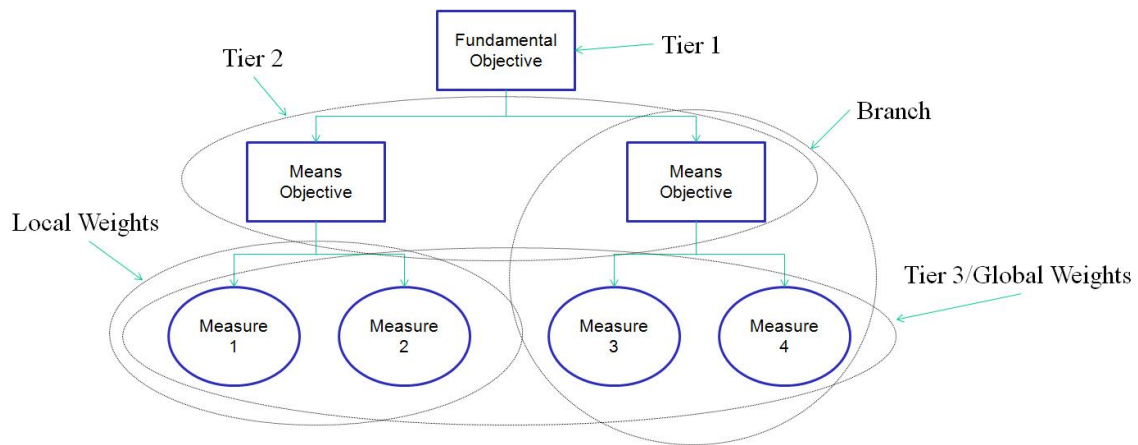 Fundamental
Objective
Tier 1
Tier 2
Branch
Means
Objective
Means
Objective
Local Weights
Tier 3/Global Weights
Measure
1
Measure
2
Measure
3
Measure
4